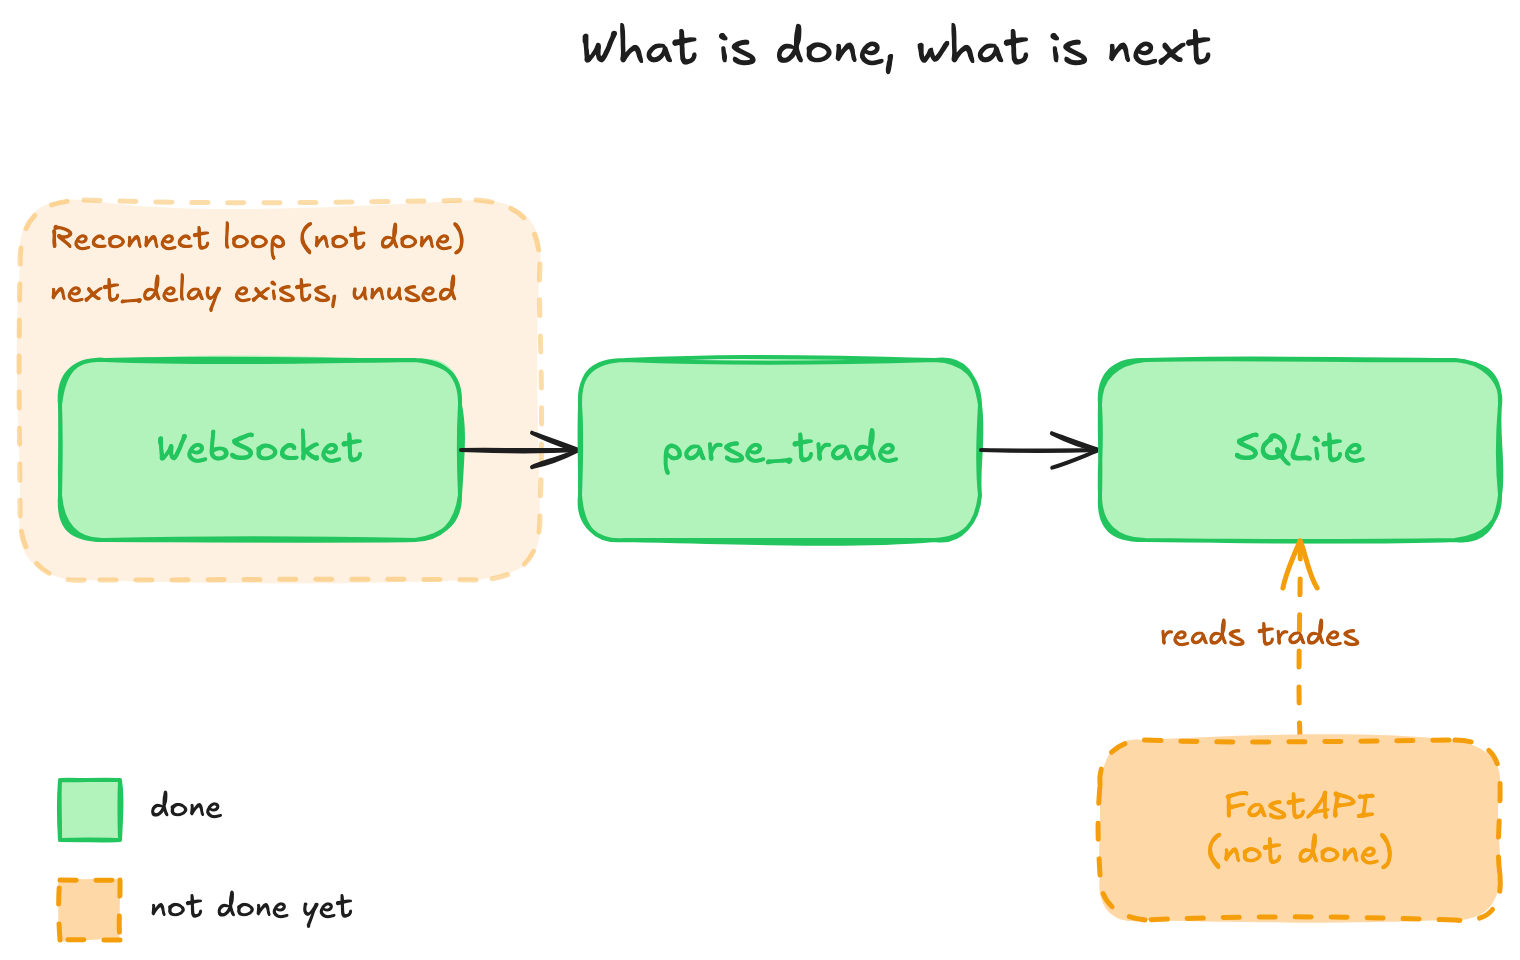 What is done, what is next
Reconnect loop (not done)
next_delay exists, unused
WebSocket
parse_trade
SQLite
reads trades
FastAPI
(not done)
done
not done yet